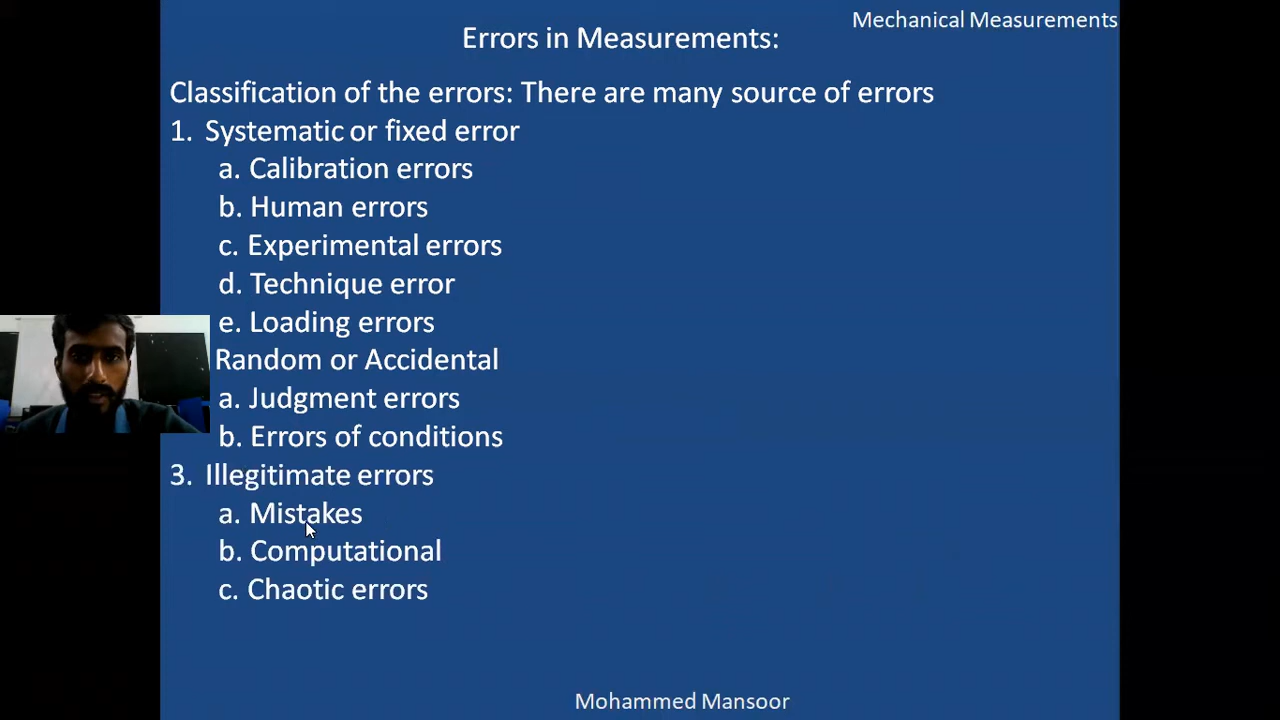 Mechanical Measurements
Errors in Measurements:
Classification of the errors: There are many source of errors
1. Systematic or fixed error
a. Calibration errors
b. Human errors
c. Experimental errors
d. Technique error
e. Loading errors
Random or Accidental
a. Judgment errors
b. Errors of conditions
3. Illegitimate errors
a. Mistakes
b. Computational
c. Chaotic errors
Mohammed Mansoor